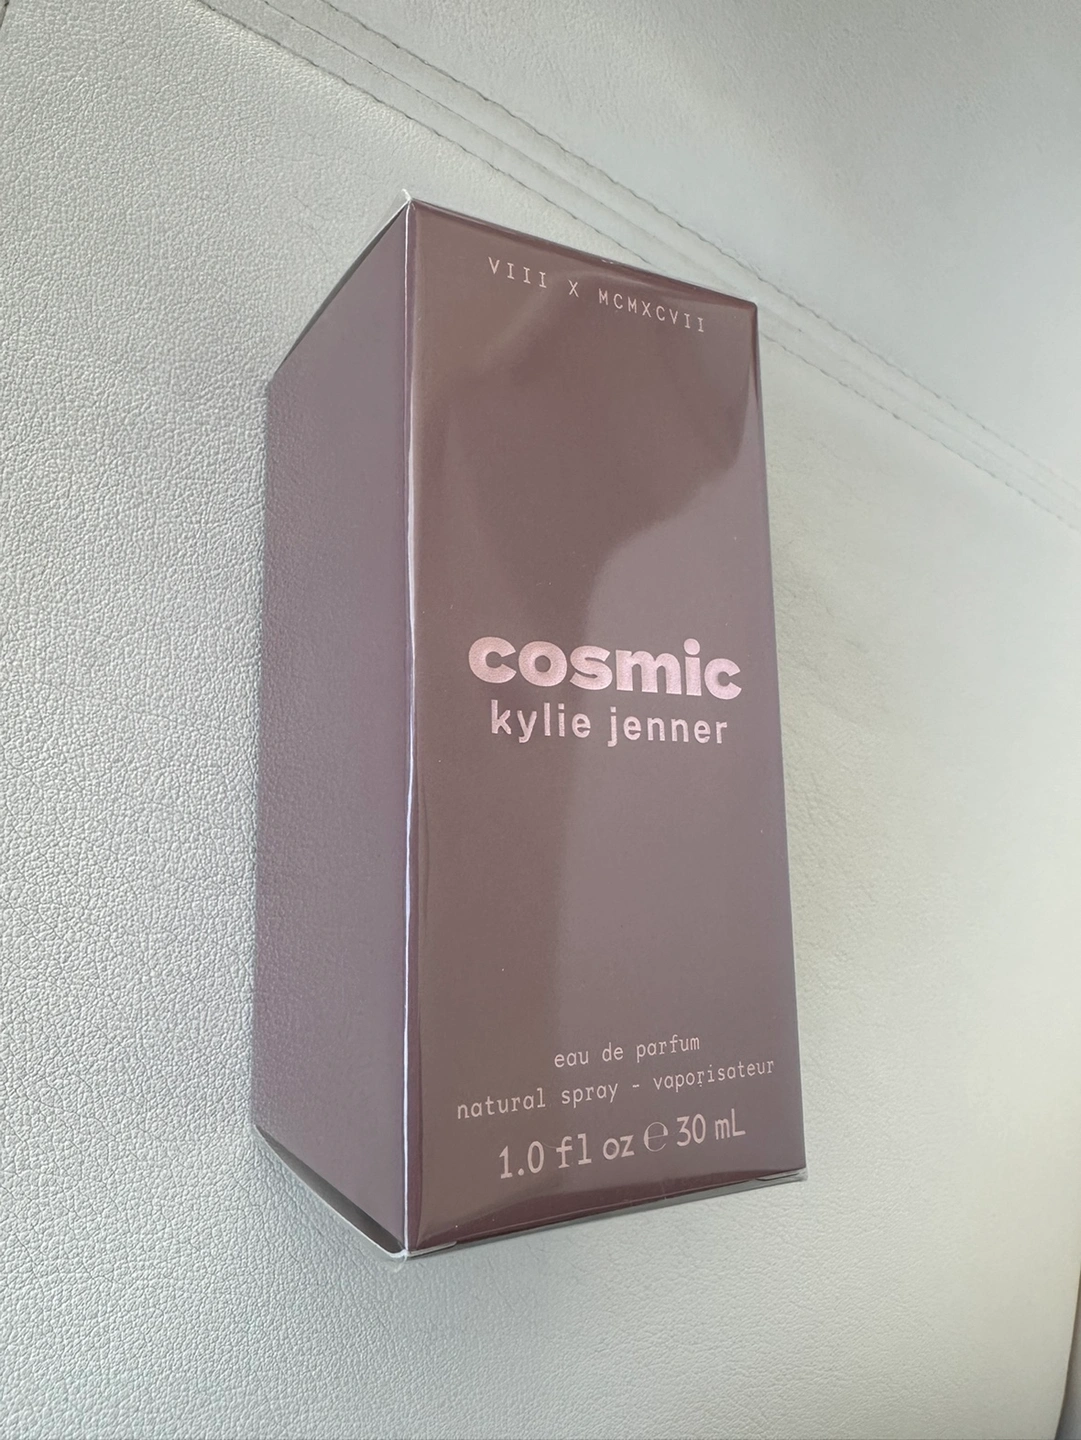 VIII X MCMXCVII
cosmic
kylie jenner
eau de parfum
natural spray - vaporisateur
1.0 fl oz ℮ 30 mL